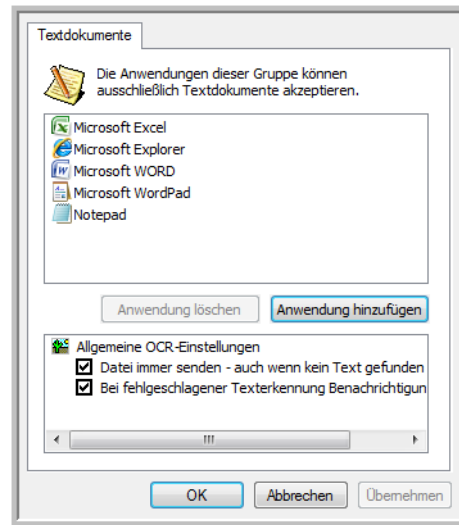 Textdokumente
Die Anwendungen dieser Gruppe können
ausschließlich Textdokumente akzeptieren.
Microsoft Excel
Microsoft Explorer
Microsoft WORD
Microsoft WordPad
Notepad
Anwendung löschen Anwendung hinzufügen
Allgemeine OCR-Einstellungen
Datei immer senden - auch wenn kein Text gefunden
Bei fehlgeschlagener Texterkennung Benachrichtigun
OK Abbrechen Übernehmen